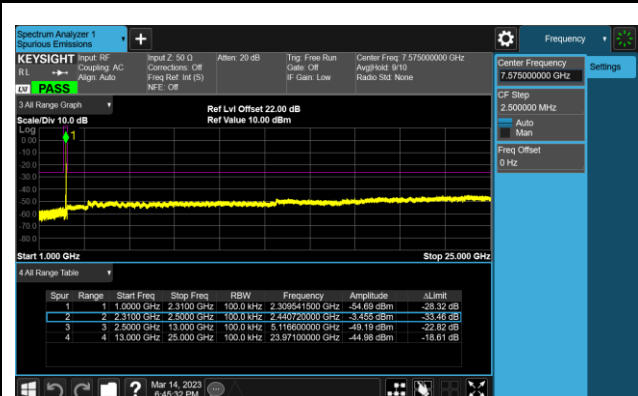 Spectrum Analyzer 1
Spurious Emissions
+
Frequency
KEYSIGHT
RL
Input: RF
Coupling: AC
Align: Auto
Input Z: 50 Ω
Corrections: Off
Freq Ref: Int (S)
NFE: Off
Atten: 20 dB
Trig: Free Run
Gate: Off
IF Gain: Low
Center Freq: 7.575000000 GHz
Avg|Hold: 9/10
Radio Std: None
LXI
PASS
Center Frequency
7.575000000 GHz
Settings
CF Step
2.500000 MHz
Auto
Man
Freq Offset
0 Hz
3 All Range Graph
Scale/Div 10.0 dB
Ref Lvl Offset 22.00 dB
Ref Value 10.00 dBm
Log
1
0.00
-10.0
-20.0
-30.0
-40.0
-50.0
-60.0
-70.0
-80.0
Start 1.000 GHz
Stop 25.000 GHz
4 All Range Table
Spur Range Start Freq Stop Freq RBW Frequency Amplitude ΔLimit
1 1 1.0000 GHz 2.3100 GHz 100.0 kHz 2.309541500 GHz -54.69 dBm -28.32 dB
2 2 2.3100 GHz 2.5000 GHz 100.0 kHz 2.440720000 GHz -3.455 dBm -33.46 dB
3 3 2.5000 GHz 13.000 GHz 100.0 kHz 5.116600000 GHz -49.19 dBm -22.82 dB
4 4 13.000 GHz 25.000 GHz 100.0 kHz 23.97100000 GHz -44.98 dBm -18.61 dB
?
Mar 14, 2023
6:45:32 PM